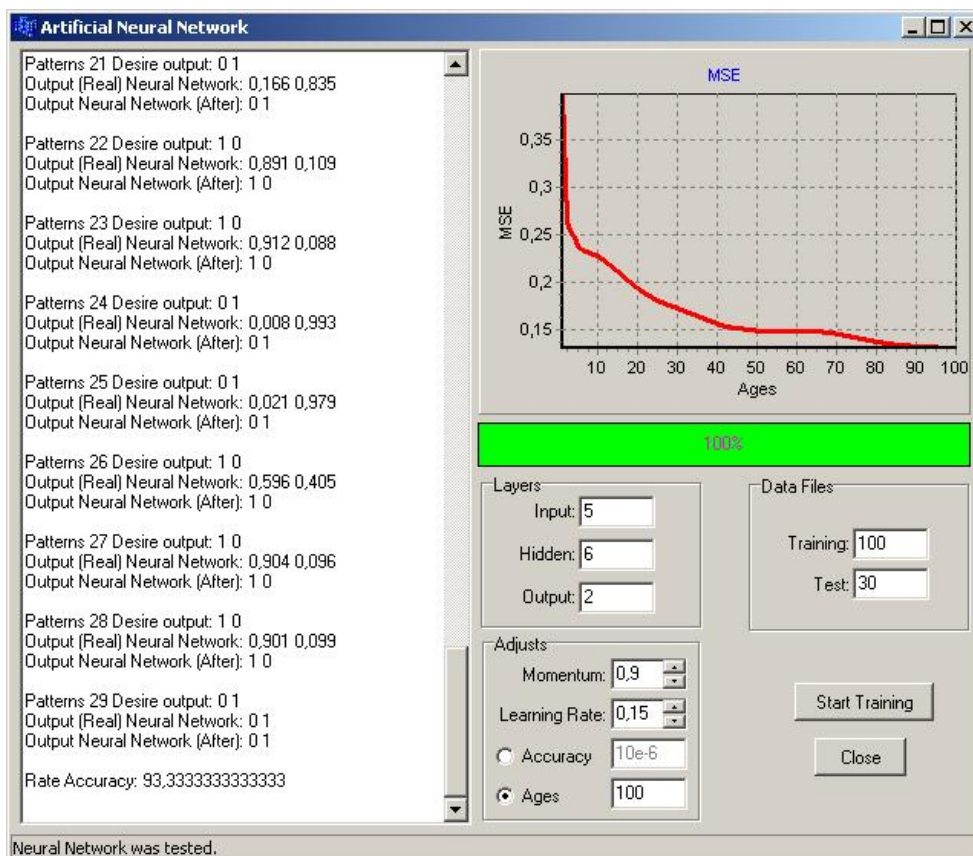 Artificial Neural Network
Patterns 21 Desire output: 0 1
Output (Real) Neural Network: 0,166 0,835
Output Neural Network (After): 0 1
Patterns 22 Desire output: 1 0
Output (Real) Neural Network: 0,891 0,109
Output Neural Network (After): 1 0
Patterns 23 Desire output: 1 0
Output (Real) Neural Network: 0,912 0,088
Output Neural Network (After): 1 0
Patterns 24 Desire output: 0 1
Output (Real) Neural Network: 0,008 0,993
Output Neural Network (After): 0 1
Patterns 25 Desire output: 0 1
Output (Real) Neural Network: 0,021 0,979
Output Neural Network (After): 0 1
Patterns 26 Desire output: 1 0
Output (Real) Neural Network: 0,596 0,405
Output Neural Network (After): 1 0
Patterns 27 Desire output: 1 0
Output (Real) Neural Network: 0,904 0,096
Output Neural Network (After): 1 0
Patterns 28 Desire output: 1 0
Output (Real) Neural Network: 0,901 0,099
Output Neural Network (After): 1 0
Patterns 29 Desire output: 0 1
Output (Real) Neural Network: 0 1
Output Neural Network (After): 0 1
Rate Accuracy: 93,3333333333333
MSE
0,35
0,3
0,25
0,2
0,15
MSE
10 20 30 40 50 60 70 80 90 100
Ages
100%
Layers
Input: 5
Hidden: 6
Output: 2
Data Files
Training: 100
Test: 30
Adjusts
Momentum: 0,9
Learning Rate: 0,15
Accuracy 10e-6
Ages 100
Start Training
Close
Neural Network was tested.